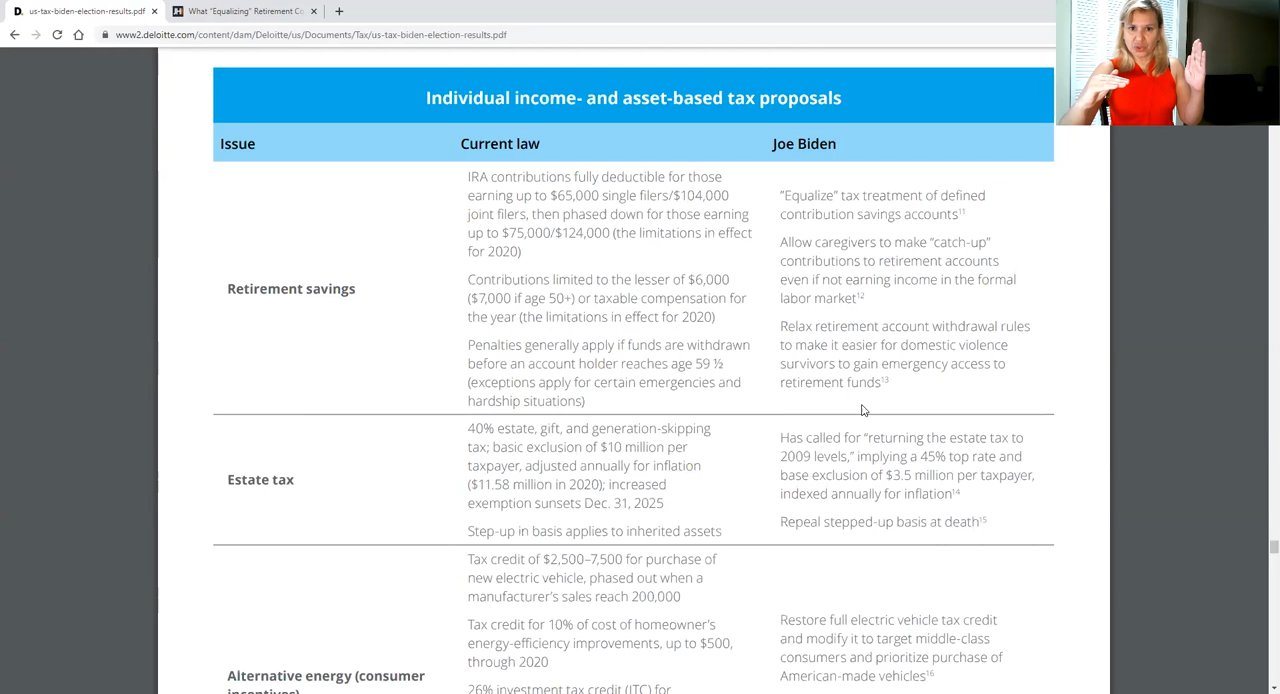 us-tax-biden-election-results.pdf
What “Equalizing” Retirement Co
www2.deloitte.com/content/dam/Deloitte/us/Documents/Tax/
-results.pdf
Individual income- and asset-based tax proposals
Issue
Current law
Joe Biden
Retirement savings
IRA contributions fully deductible for those
earning up to $65,000 single filers/$104,000
joint filers, then phased down for those earning
up to $75,000/$124,000 (the limitations in effect
for 2020)
Contributions limited to the lesser of $6,000
($7,000 if age 50+) or taxable compensation for
the year (the limitations in effect for 2020)
Penalties generally apply if funds are withdrawn
before an account holder reaches age 59 ½
(exceptions apply for certain emergencies and
hardship situations)
“Equalize” tax treatment of defined
contribution savings accounts¹¹
Allow caregivers to make “catch-up”
contributions to retirement accounts
even if not earning income in the formal
labor market¹²
Relax retirement account withdrawal rules
to make it easier for domestic violence
survivors to gain emergency access to
retirement funds¹³
Estate tax
40% estate, gift, and generation-skipping
tax; basic exclusion of $10 million per
taxpayer, adjusted annually for inflation
($11.58 million in 2020); increased
exemption sunsets Dec. 31, 2025
Step-up in basis applies to inherited assets
Has called for “returning the estate tax to
2009 levels,” implying a 45% top rate and
base exclusion of $3.5 million per taxpayer,
indexed annually for inflation¹⁴
Repeal stepped-up basis at death¹⁵
Alternative energy (consumer
incentives)
Tax credit of $2,500–7,500 for purchase of
new electric vehicle, phased out when a
manufacturer’s sales reach 200,000
Tax credit for 10% of cost of homeowner’s
energy-efficiency improvements, up to $500,
through 2020
26% investment tax credit (ITC) for
Restore full electric vehicle tax credit
and modify it to target middle-class
consumers and prioritize purchase of
American-made vehicles¹⁶